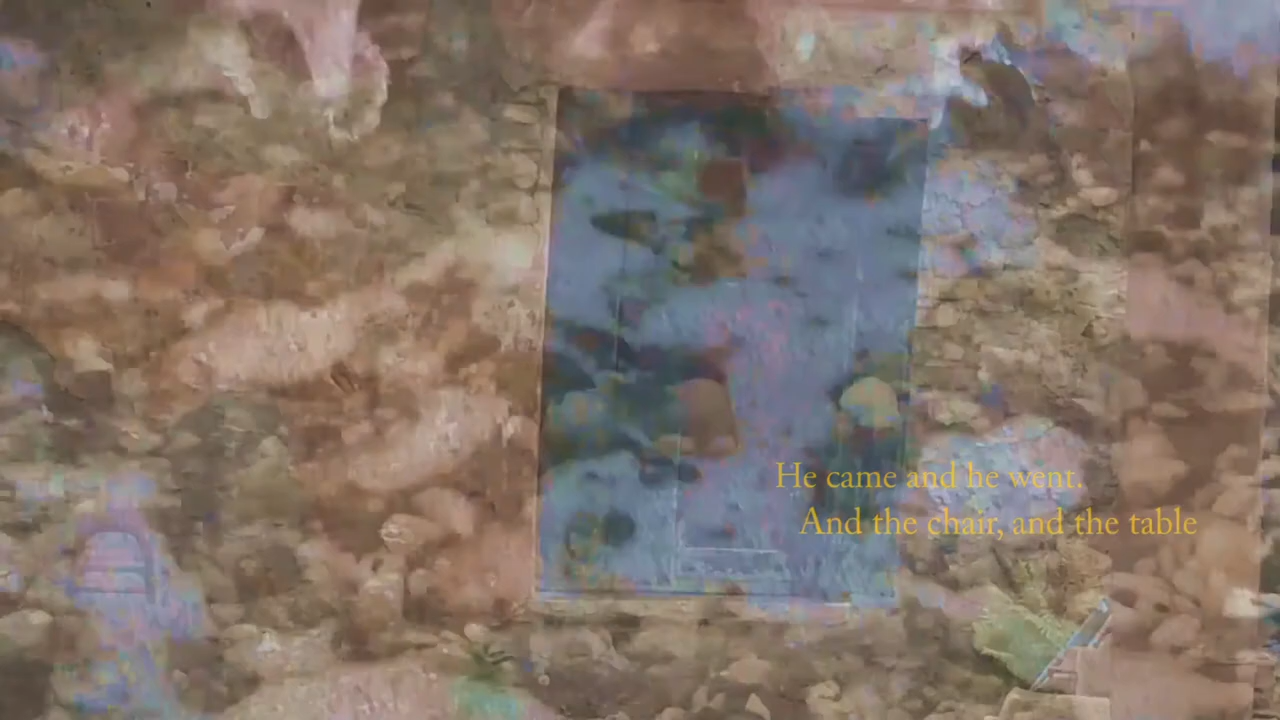 He came and he went.
And the chair, and the table